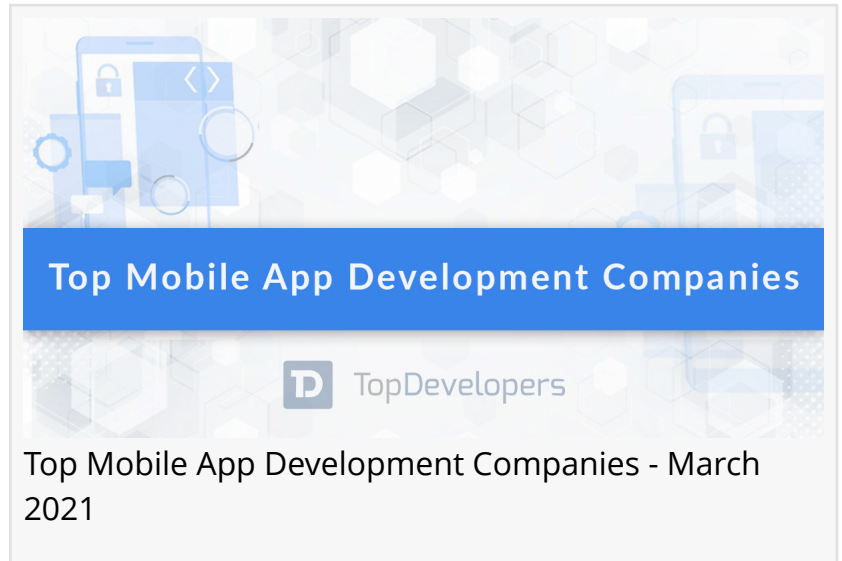 Top Mobile App Development Companies
TD TopDevelopers
Top Mobile App Development Companies - March
2021